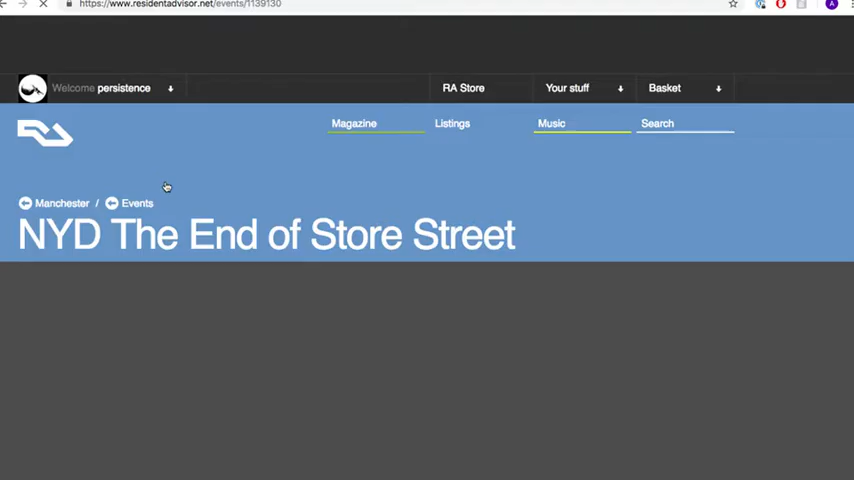 https://www.residentadvisor.net/events/1139130
A
Welcome persistence
RA Store
Your stuff
Basket
Magazine
Listings
Music
Search
Manchester / Events
NYD The End of Store Street